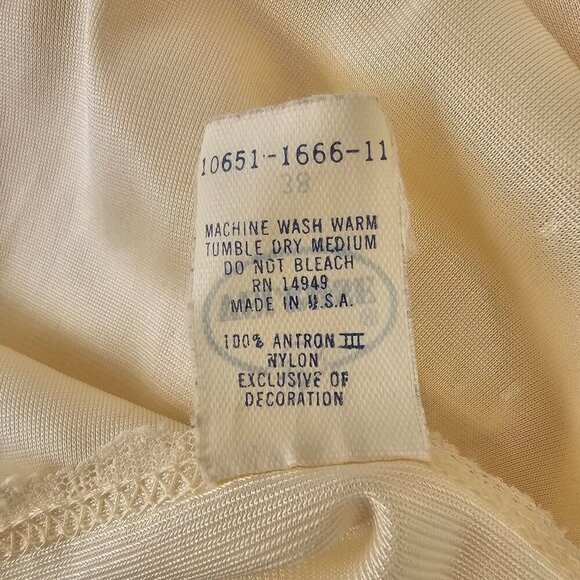 10651-1666-11
38
MACHINE WASH WARM
TUMBLE DRY MEDIUM
DO NOT BLEACH
RN 14949
MADE IN U.S.A.
100% ANTRON III
NYLON
EXCLUSIVE OF
DECORATION